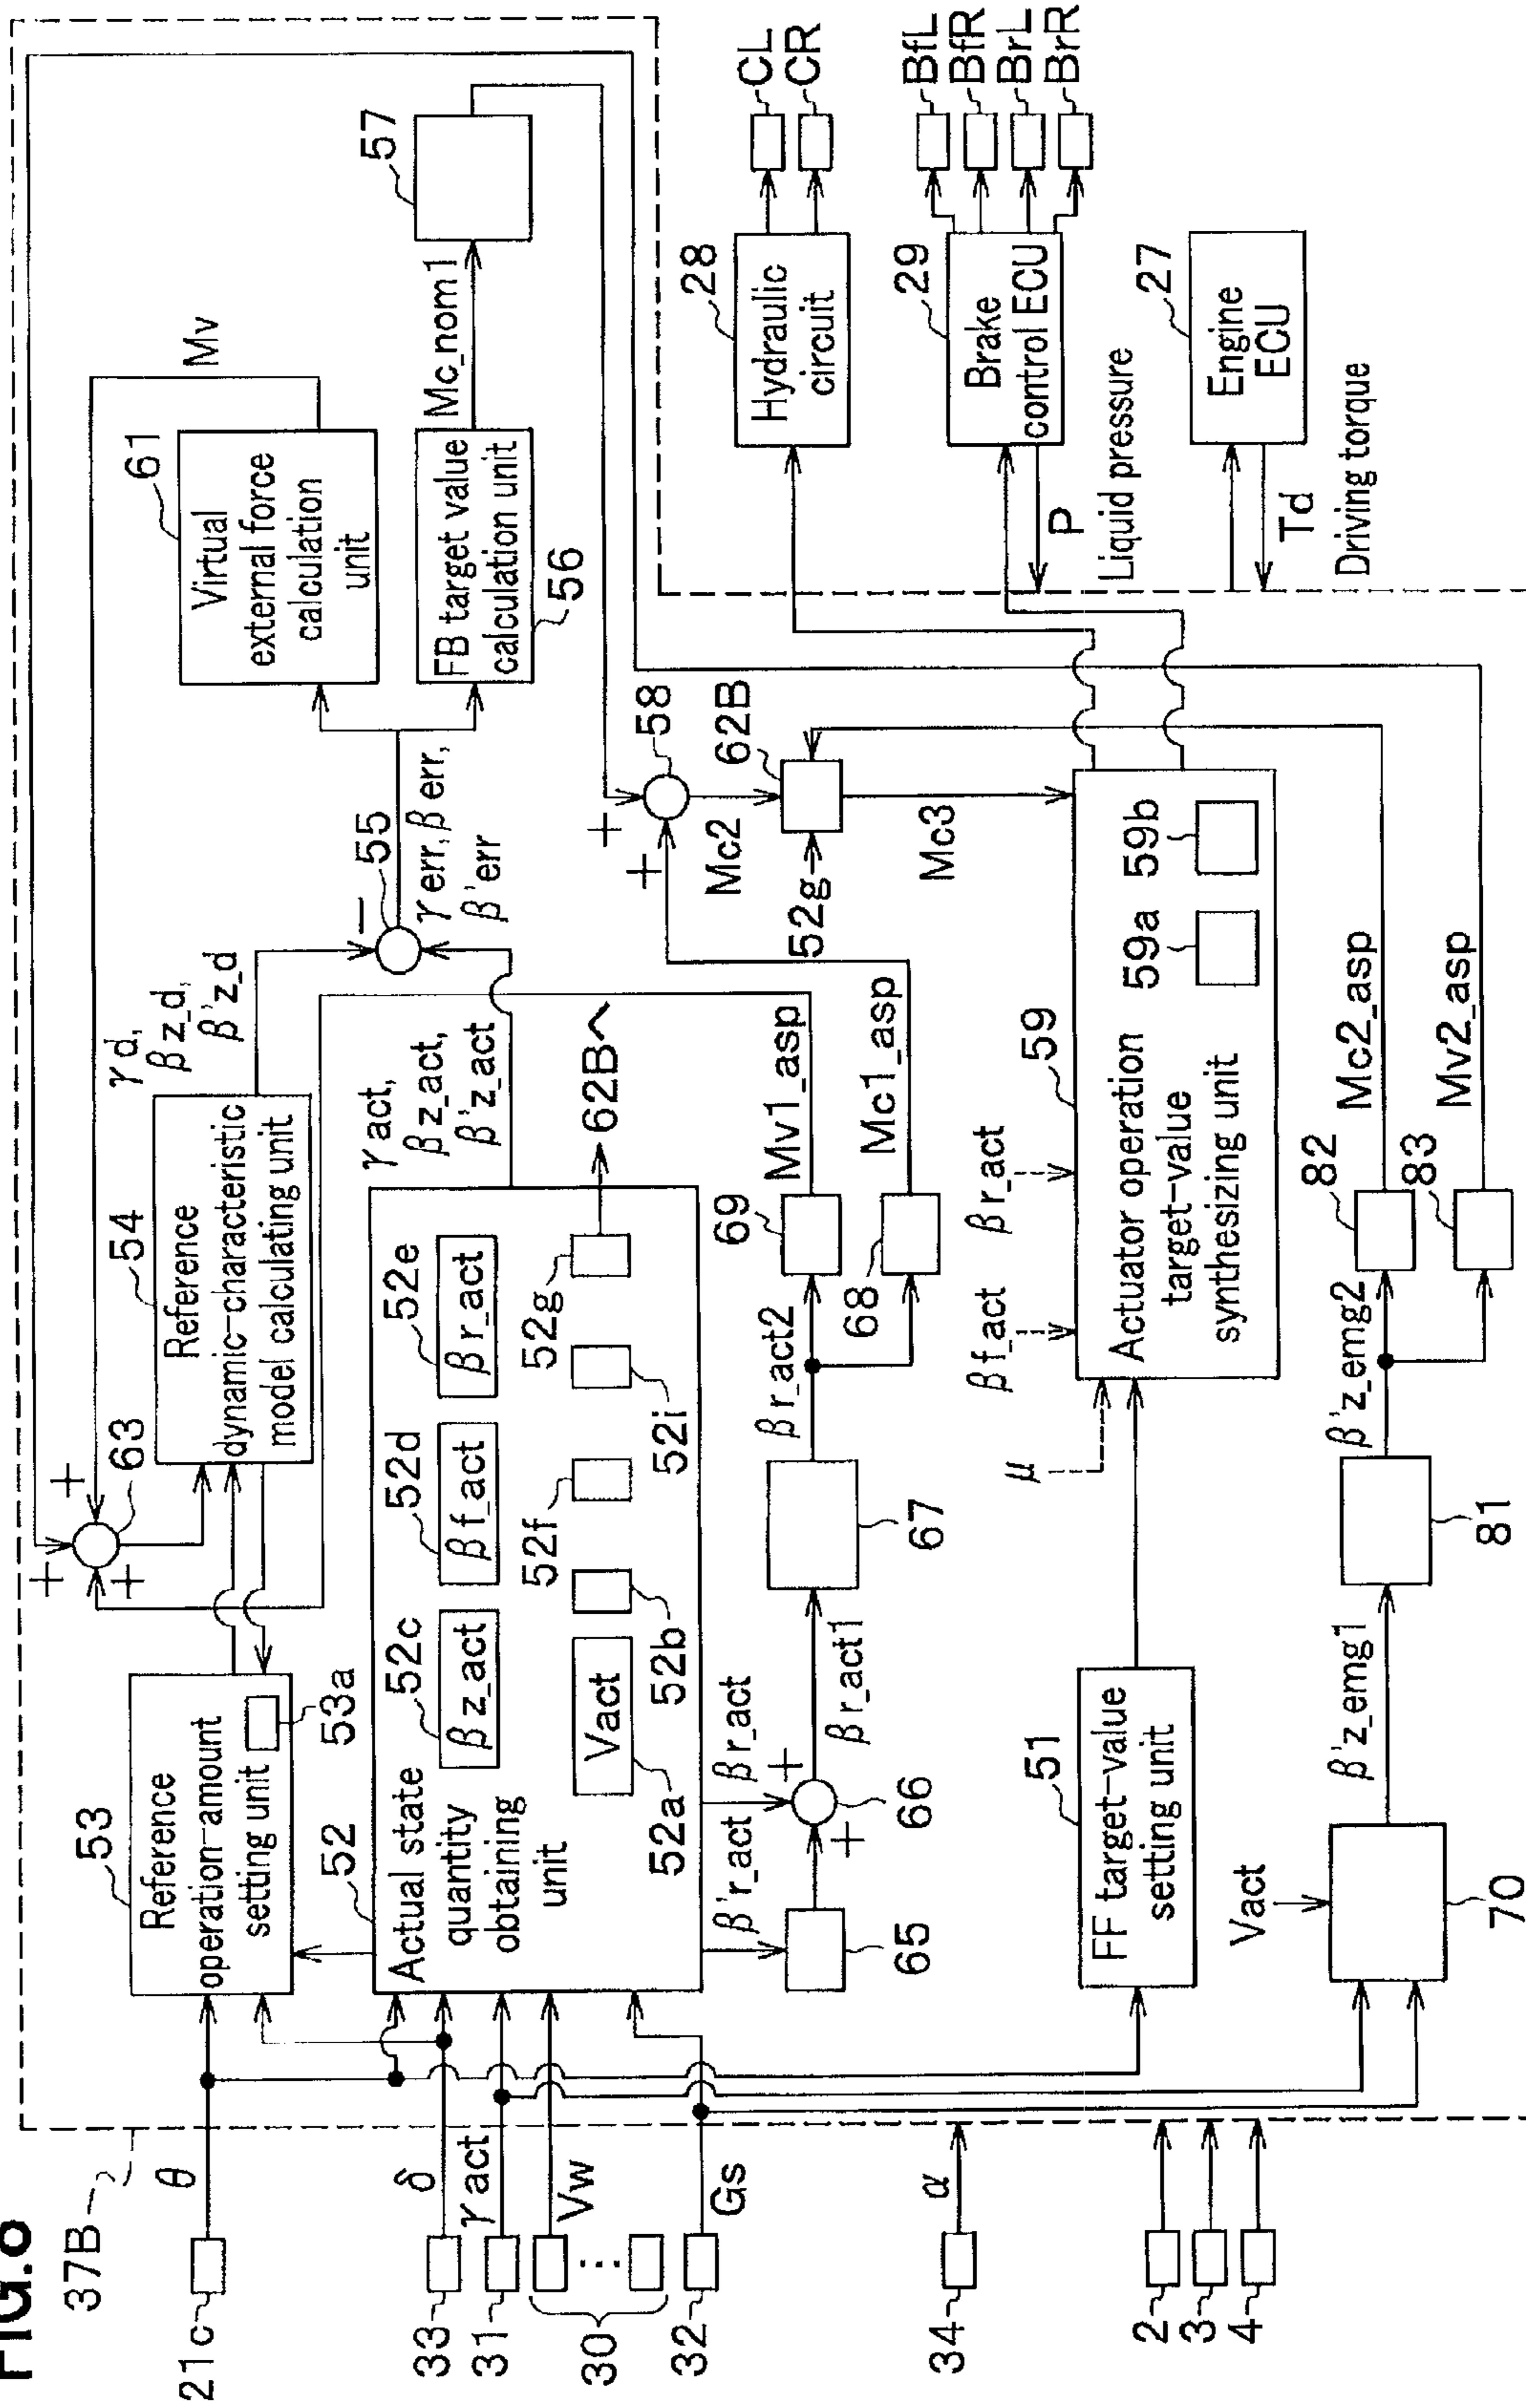 FIG.8
37B
21c
θ
33
δ
31
γact
30
Vw
32
Gs
34
α
2
3
4
53
Reference
operation-amount
setting unit
53a
54
Reference
dynamic-characteristic
model calculating unit
63
+
+
+
γd,
βz_d,
β'z_d
55
−
γerr,βerr,
β'err
61
Virtual
external force
calculation
unit
Mv
FB target value
calculation unit
56
Mc_nom1
57
52
Actual state
quantity
obtaining
unit
52c
βz_act
52d
βf_act
52e
βr_act
52a
Vact
52b
52f
52i
52g
62Bへ
γact,
βz_act,
β'z_act
β'r_act
βr_act
65
66
+
+
βr_act1
67
βr_act2
69
68
Mv1_asp
Mc1_asp
58
+
+
Mc2
62B
52g
Mc3
51
FF target-value
setting unit
μ
βf_act
βr_act
59
Actuator operation
target-value
synthesizing unit
59a
59b
Vact
70
β'z_emg1
81
β'z_emg2
82
83
Mc2_asp
Mv2_asp
28
Hydraulic
circuit
CL
CR
29
Brake
control ECU
BfL
BfR
BrL
BrR
P
Liquid pressure
27
Engine
ECU
Td
Driving torque